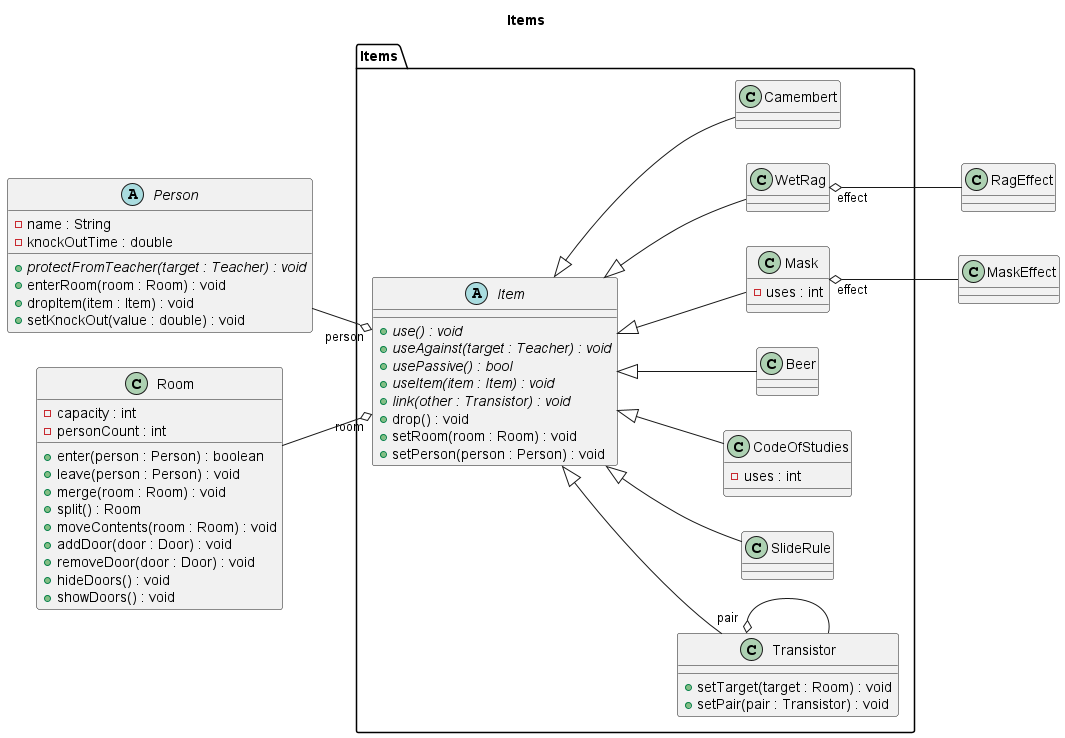 Items
Items
A Person
name : String
knockOutTime : double
protectFromTeacher(target : Teacher) : void
enterRoom(room : Room) : void
dropItem(item : Item) : void
setKnockOut(value : double) : void
C Room
capacity : int
personCount : int
enter(person : Person) : boolean
leave(person : Person) : void
merge(room : Room) : void
split() : Room
moveContents(room : Room) : void
addDoor(door : Door) : void
removeDoor(door : Door) : void
hideDoors() : void
showDoors() : void
person
room
A Item
use() : void
useAgainst(target : Teacher) : void
usePassive() : bool
useItem(item : Item) : void
link(other : Transistor) : void
drop() : void
setRoom(room : Room) : void
setPerson(person : Person) : void
C Camembert
C WetRag
effect
C RagEffect
C Mask
uses : int
effect
C MaskEffect
C Beer
C CodeOfStudies
uses : int
C SlideRule
pair
C Transistor
setTarget(target : Room) : void
setPair(pair : Transistor) : void